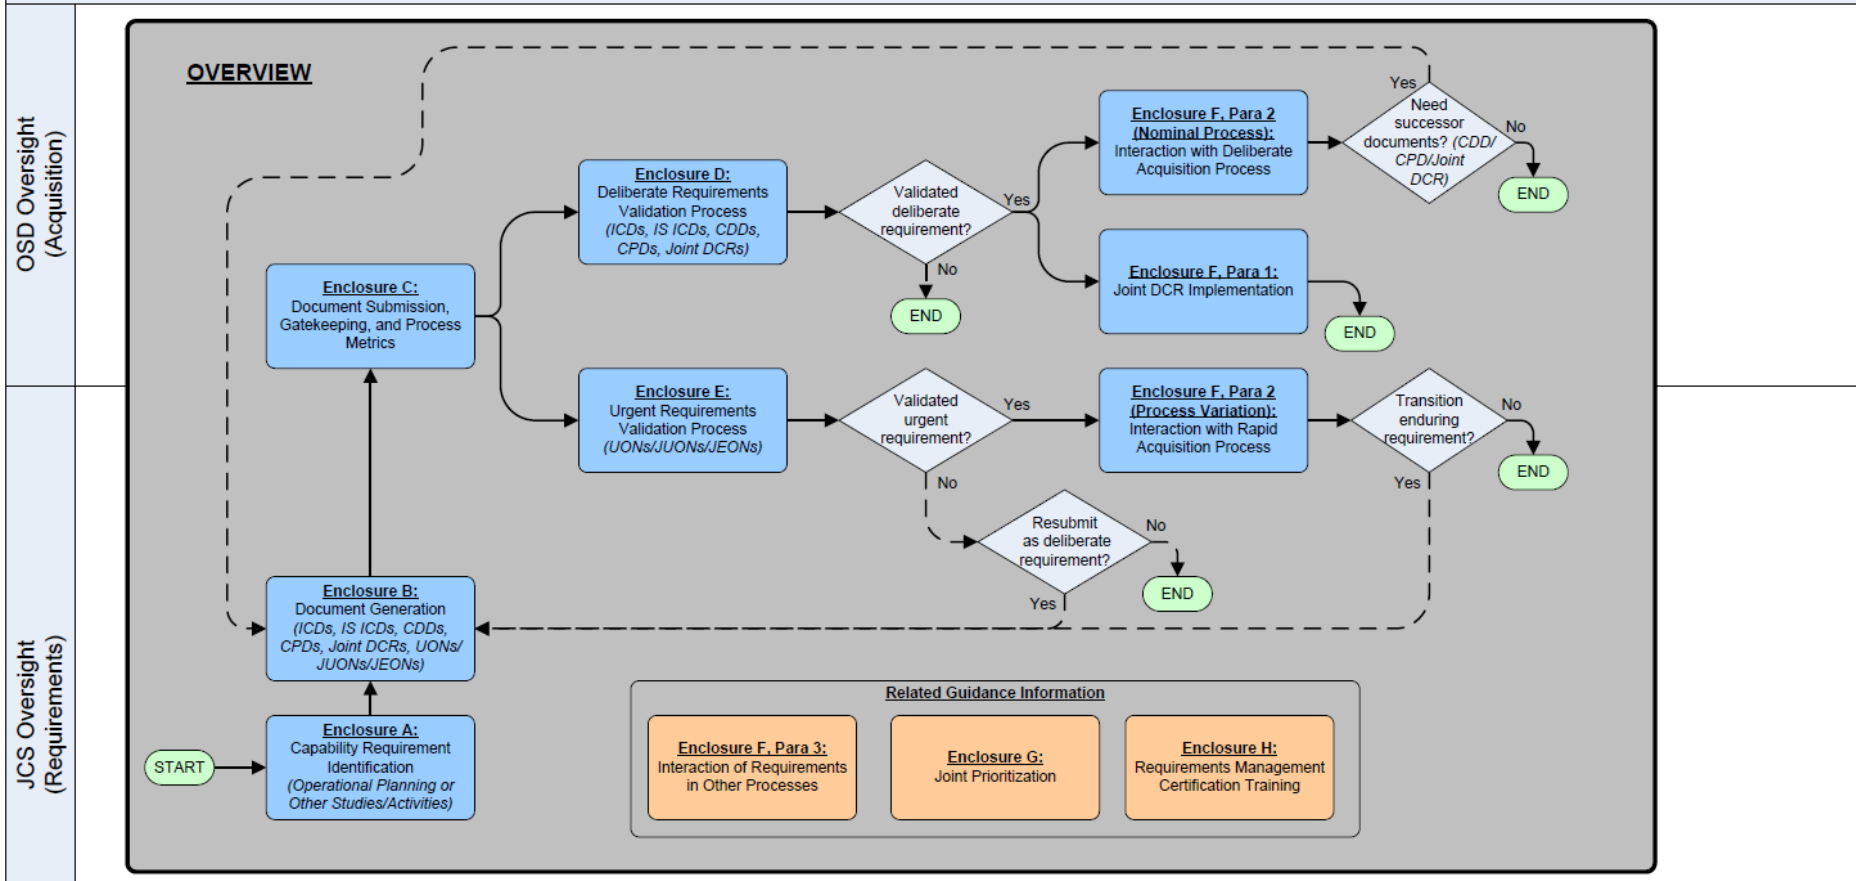 OSD Oversight
(Acquisition)
JCS Oversight
(Requirements)
OVERVIEW
Enclosure F, Para 2
(Nominal Process):
Interaction with Deliberate
Acquisition Process
Yes
Need
successor
documents? (CDD/
CPD/Joint
DCR)
No
END
Enclosure D:
Deliberate Requirements
Validation Process
(ICDs, IS ICDs, CDDs,
CPDs, Joint DCRs)
Validated
deliberate
requirement?
Yes
No
END
Enclosure F, Para 1:
Joint DCR Implementation
END
Enclosure C:
Document Submission,
Gatekeeping, and Process
Metrics
Enclosure E:
Urgent Requirements
Validation Process
(UONs/JUONs/JEONs)
Validated
urgent
requirement?
Yes
No
Enclosure F, Para 2
(Process Variation):
Interaction with Rapid
Acquisition Process
Transition
enduring
requirement?
No
END
Yes
Resubmit
as deliberate
requirement?
No
END
Yes
Enclosure B:
Document Generation
(ICDs, IS ICDs, CDDs,
CPDs, Joint DCRs, UONs/
JUONs/JEONs)
START
Enclosure A:
Capability Requirement
Identification
(Operational Planning or
Other Studies/Activities)
Related Guidance Information
Enclosure F, Para 3:
Interaction of Requirements
in Other Processes
Enclosure G:
Joint Prioritization
Enclosure H:
Requirements Management
Certification Training